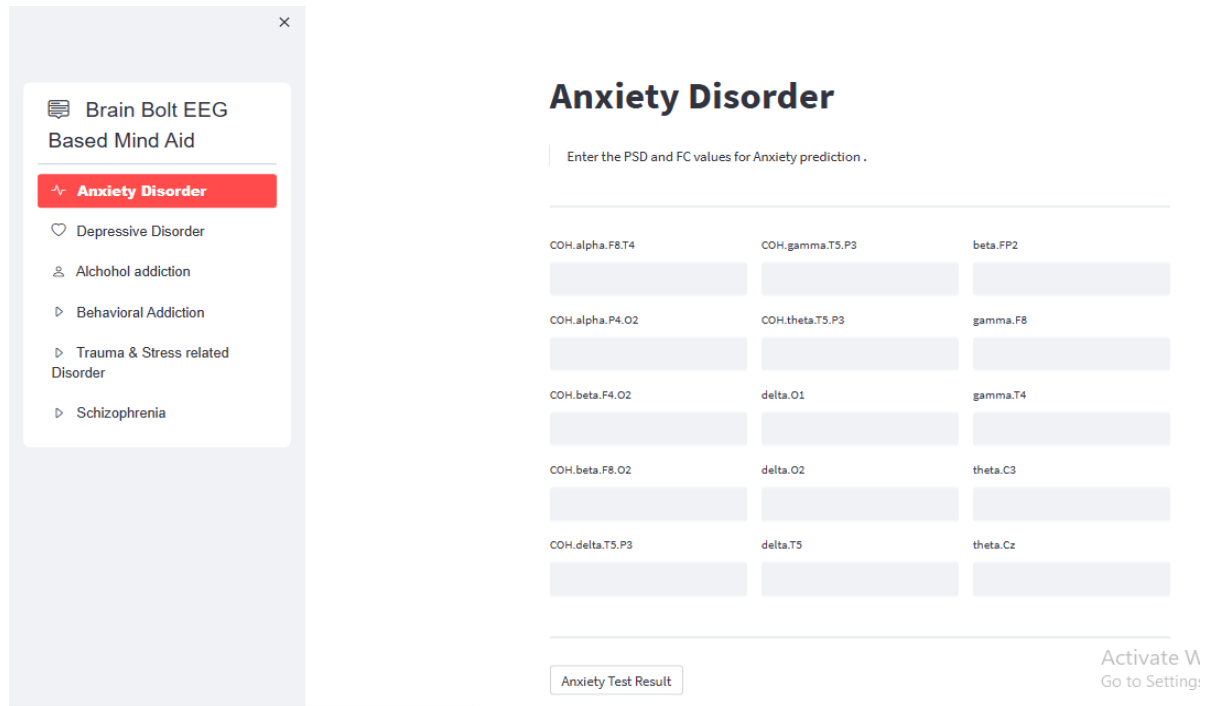 Brain Bolt EEG
Based Mind Aid
Anxiety Disorder
Depressive Disorder
Alchohol addiction
Behavioral Addiction
Trauma & Stress related
Disorder
Schizophrenia
Anxiety Disorder
Enter the PSD and FC values for Anxiety prediction .
COH.alpha.F8.T4 COH.gamma.T5.P3 beta.FP2
COH.alpha.P4.O2 COH.theta.T5.P3 gamma.F8
COH.beta.F4.O2 delta.O1 gamma.T4
COH.beta.F8.O2 delta.O2 theta.C3
COH.delta.T5.P3 delta.T5 theta.Cz
Anxiety Test Result
Activate W
Go to Settings